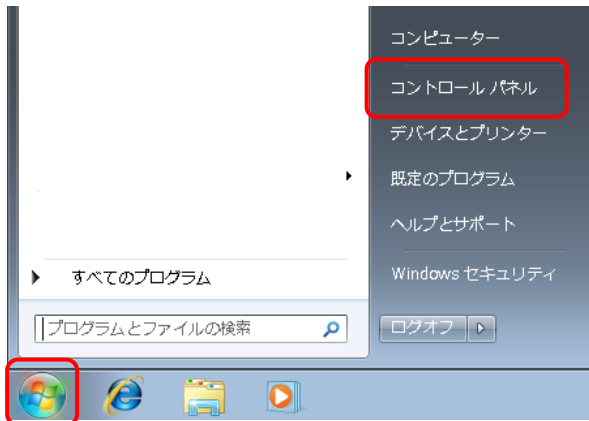 コンピューター
コントロール パネル
デバイスとプリンター
既定のプログラム
ヘルプとサポート
すべてのプログラム
Windows セキュリティ
プログラムとファイルの検索
ログオフ